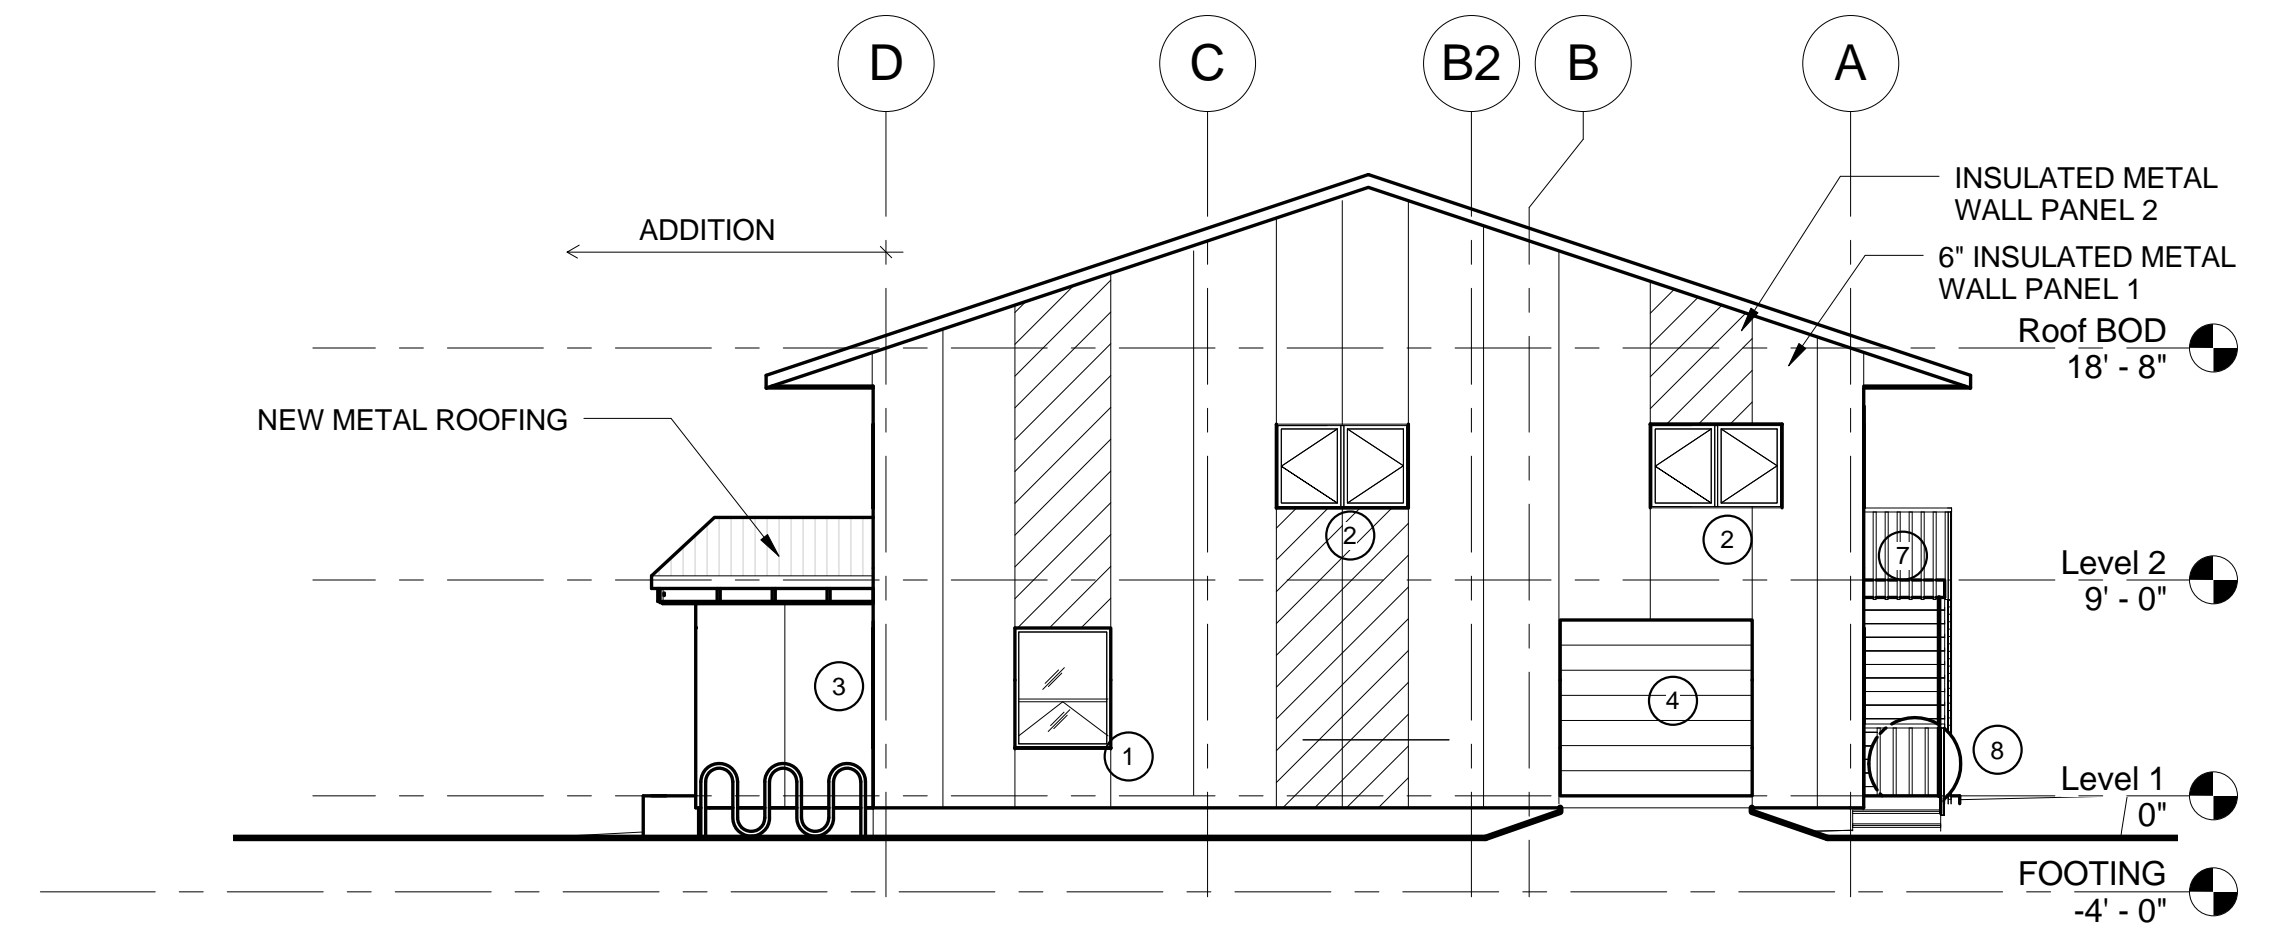 D
C
B2
B
A
INSULATED METAL
WALL PANEL 2
ADDITION
6" INSULATED METAL
WALL PANEL 1
Roof BOD
18' - 8"
NEW METAL ROOFING
2
2
7
Level 2
9' - 0"
3
4
1
8
Level 1
0"
FOOTING
-4' - 0"